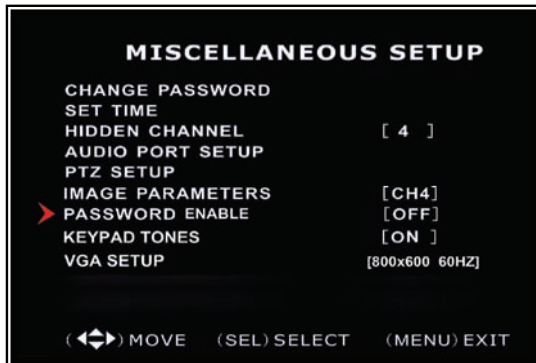 MISCELLANEOUS SETUP
CHANGE PASSWORD
SET TIME
HIDDEN CHANNEL [ 4 ]
AUDIO PORT SETUP
PTZ SETUP
IMAGE PARAMETERS [CH4]
PASSWORD ENABLE [OFF]
KEYPAD TONES [ON ]
VGA SETUP [800x600 60HZ]
( ) MOVE (SEL) SELECT (MENU) EXIT